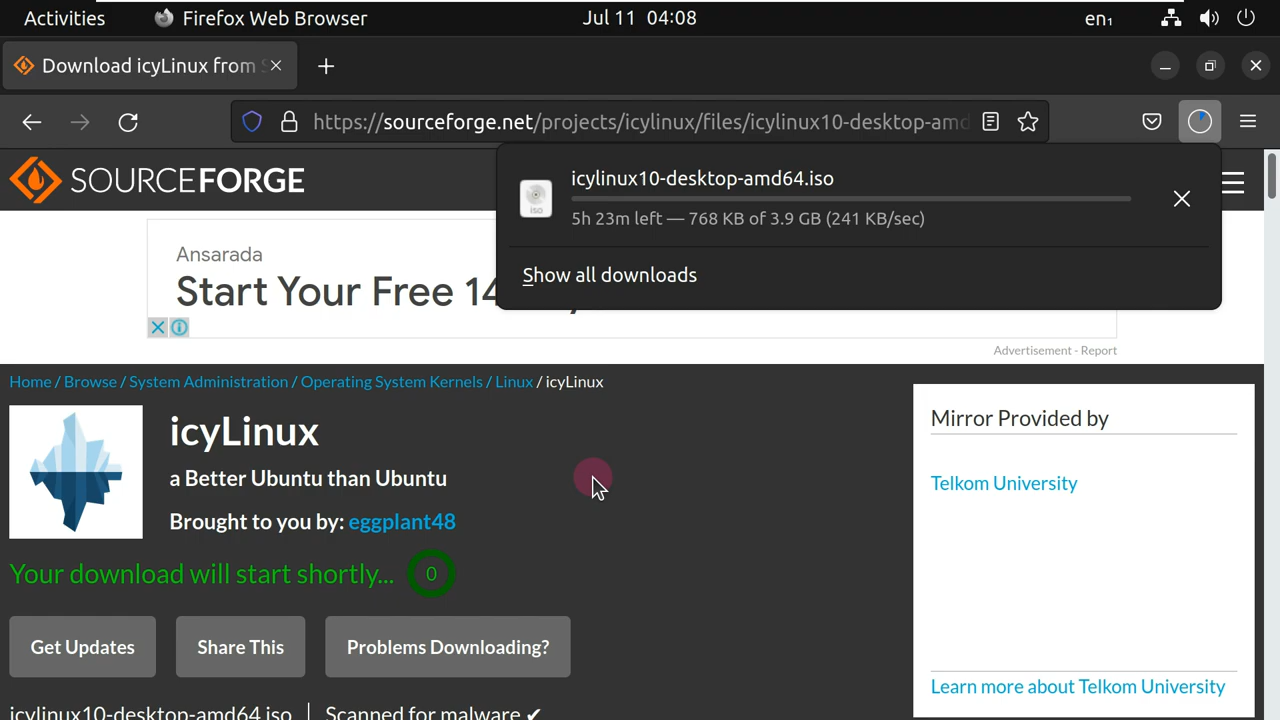 Activities
Firefox Web Browser
Jul 11 04:08
en₁
Download icyLinux from
https://sourceforge.net/projects/icylinux/files/icylinux10-desktop-amd
SOURCEFORGE
icylinux10-desktop-amd64.iso
iso
5h 23m left — 768 KB of 3.9 GB (241 KB/sec)
Show all downloads
Ansarada
Start Your Free 14
Advertisement - Report
Home / Browse / System Administration / Operating System Kernels / Linux / icyLinux
icyLinux
a Better Ubuntu than Ubuntu
Brought to you by: eggplant48
Your download will start shortly... 0
Get Updates
Share This
Problems Downloading?
icylinux10-desktop-amd64.iso | Scanned for malware ✔
Mirror Provided by
Telkom University
Learn more about Telkom University